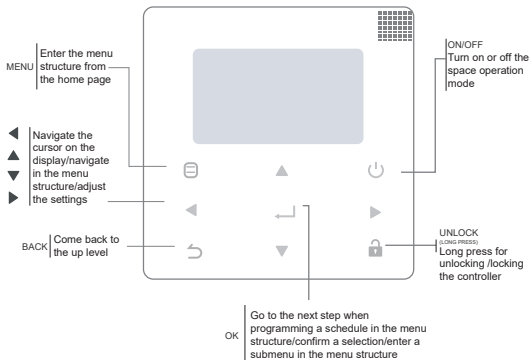 MENU
Enter the menu
structure from
the home page
ON/OFF
Turn on or off the
space operation
mode
Navigate the
cursor on the
display/navigate
in the menu
structure/adjust
the settings
BACK
Come back to
the up level
UNLOCK
(LONG PRESS)
Long press for
unlocking /locking
the controller
OK
Go to the next step when
programming a schedule in the menu
structure/confirm a selection/enter a
submenu in the menu structure